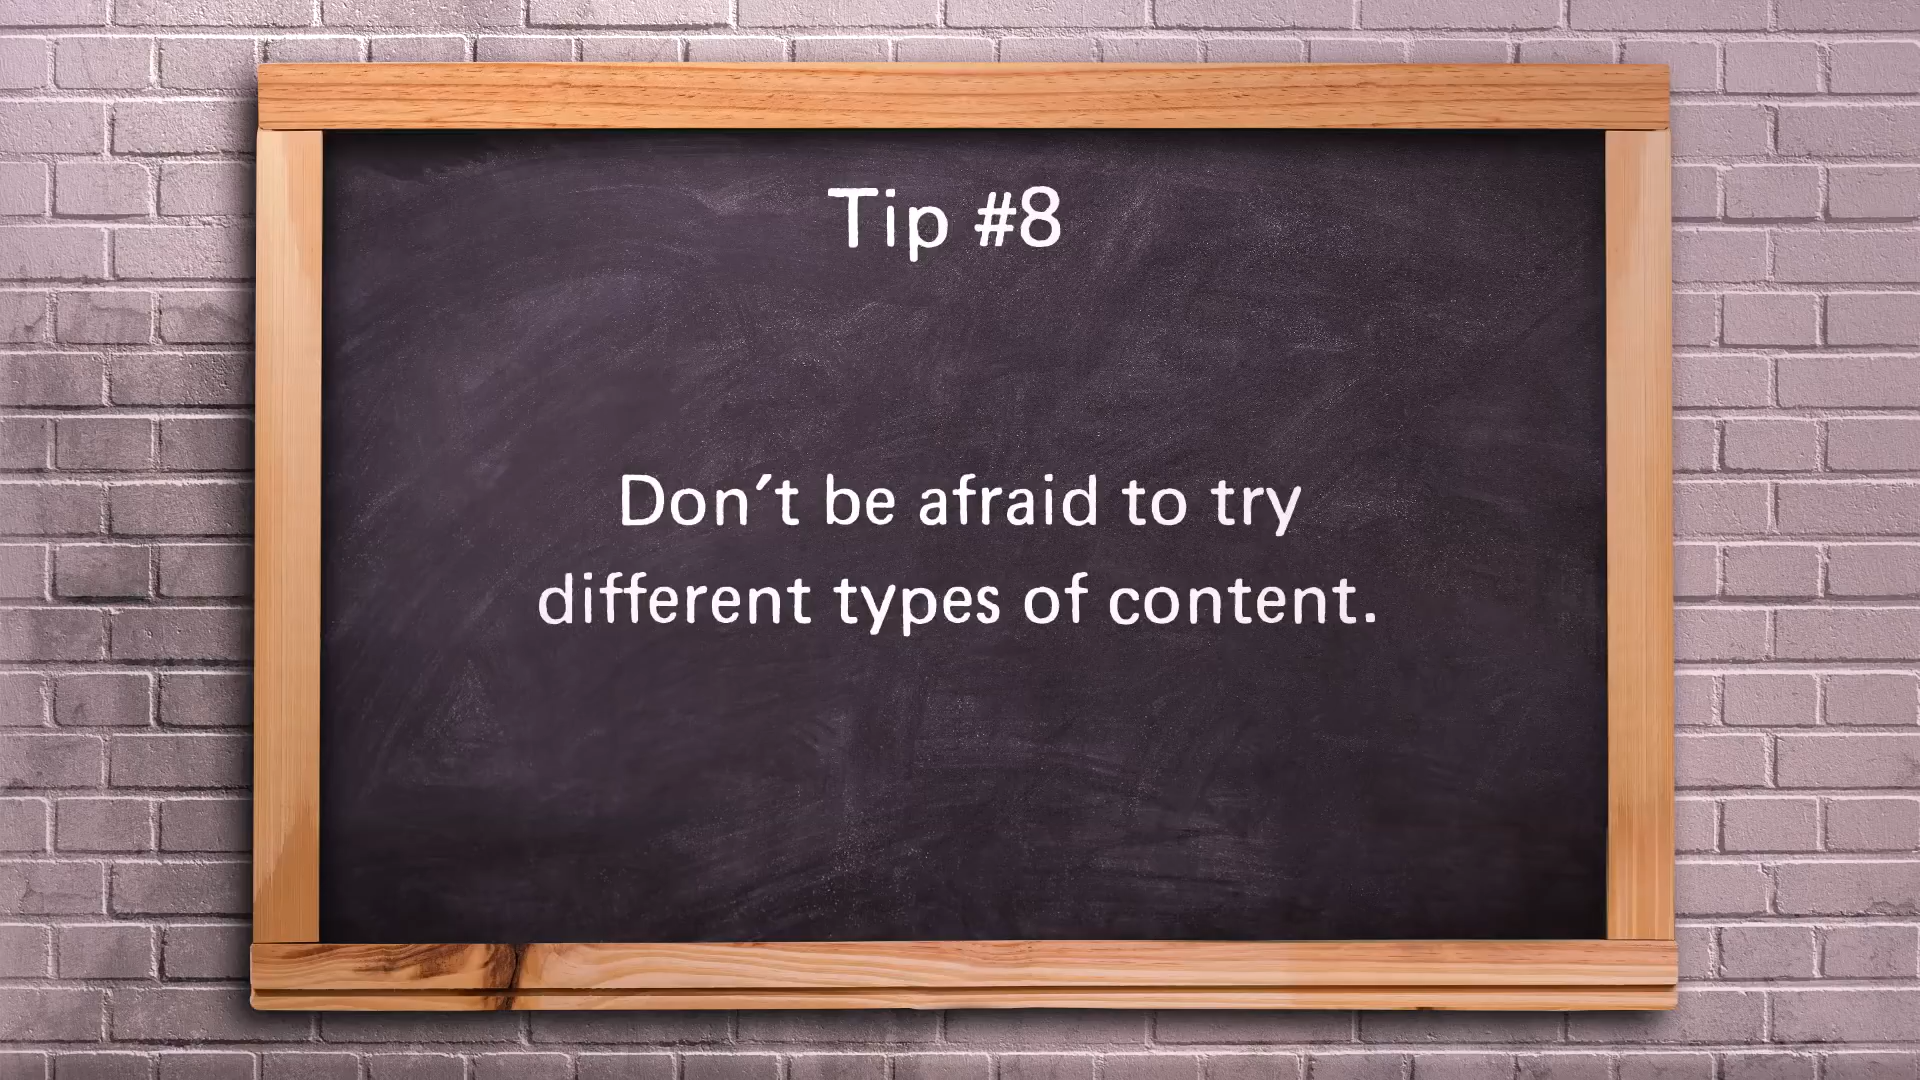 Tip #8
Don't be afraid to try
different types of content.